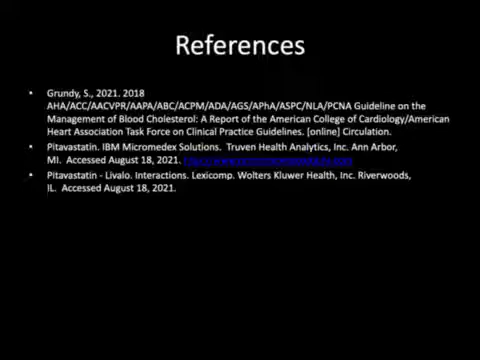 References
• Grundy, S., 2021. 2018
AHA/ACC/AACVPR/AAPA/ABC/ACPM/ADA/AGS/APhA/ASPC/NLA/PCNA Guideline on the
Management of Blood Cholesterol: A Report of the American College of Cardiology/American
Heart Association Task Force on Clinical Practice Guidelines. [online] Circulation.
• Pitavastatin. IBM Micromedex Solutions. Truven Health Analytics, Inc. Ann Arbor,
MI. Accessed August 18, 2021.
• Pitavastatin - Livalo. Interactions. Lexicomp. Wolters Kluwer Health, Inc. Riverwoods,
IL. Accessed August 18, 2021.